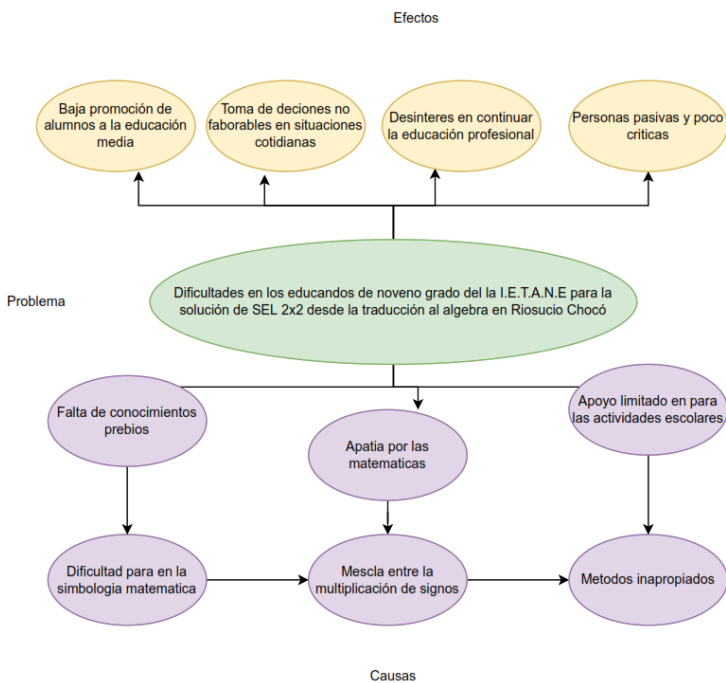 Efectos
Baja promoción de
alumnos a la educación
media
Toma de deciones no
faborables en situaciones
cotidianas
Desinteres en continuar
la educación profesional
Personas pasivas y poco
criticas
Problema
Dificultades en los educandos de noveno grado del la I.E.T.A.N.E para la
solución de SEL 2x2 desde la traducción al algebra en Riosucio Chocó
Falta de conocimientos
prebios
Apatia por las
matematicas
Apoyo limitado en para
las actividades escolares
Dificultad para en la
simbologia matematica
Mescla entre la
multiplicación de signos
Metodos inapropiados
Causas